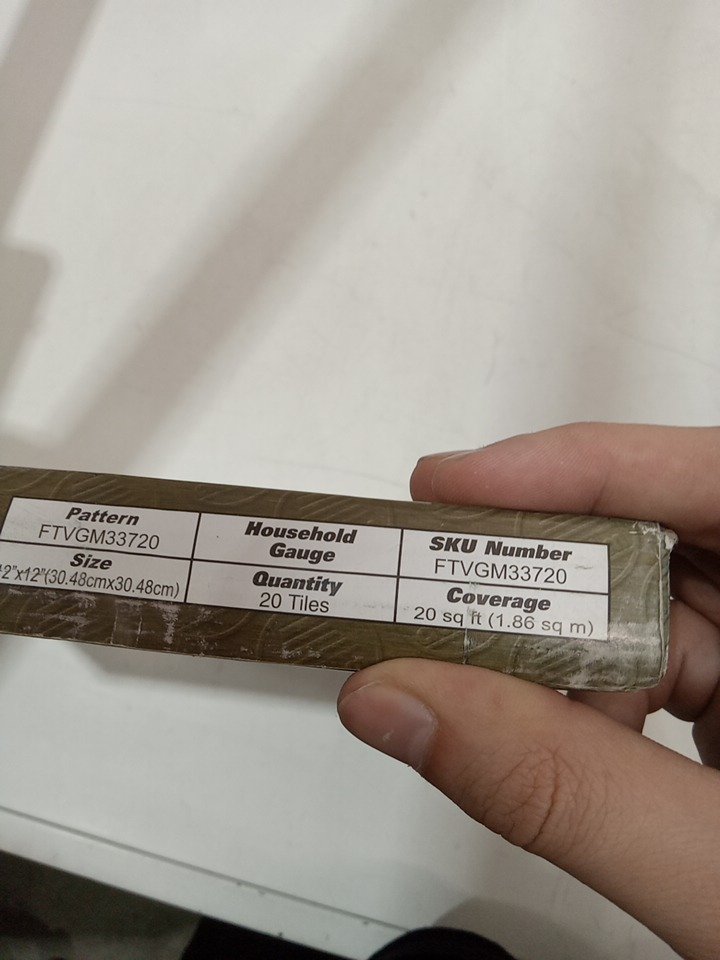 Pattern
FTVGM33720
Household
Gauge
SKU Number
FTVGM33720
Size
2"x12"(30.48cmx30.48cm)
Quantity
20 Tiles
Coverage
20 sq ft (1.86 sq m)